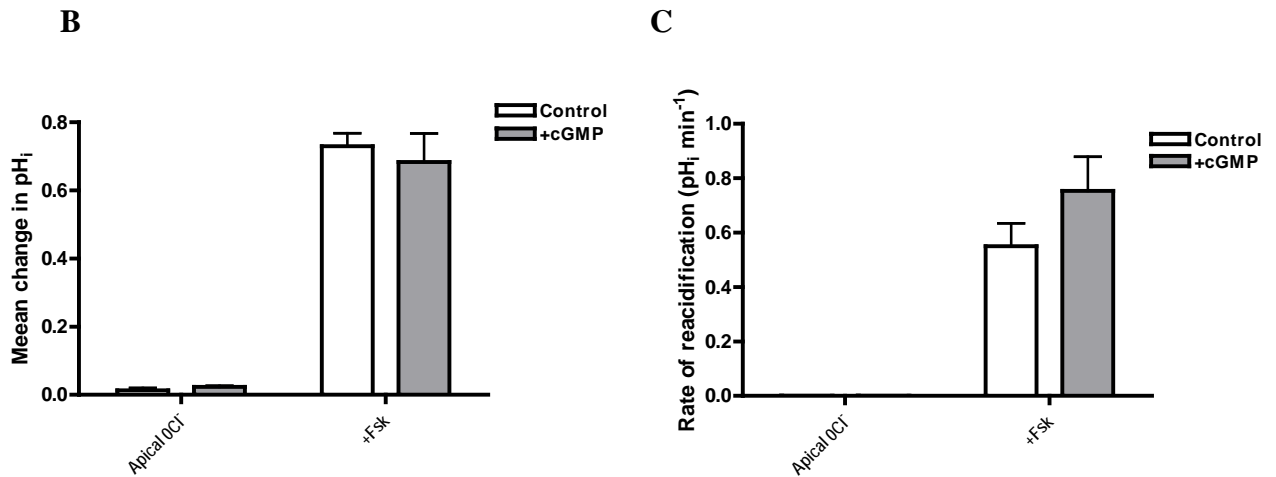 B
Meean change in pHi
0.8
0.6
0.4
0.2
0.0
Apical 0Cl-
+Fsk
Control
+cGMP
C
Rate of reacidification (pHi min-1)
1.0
0.8
0.6
0.4
0.2
0.0
Apical 0Cl-
+Fsk
Control
+cGMP